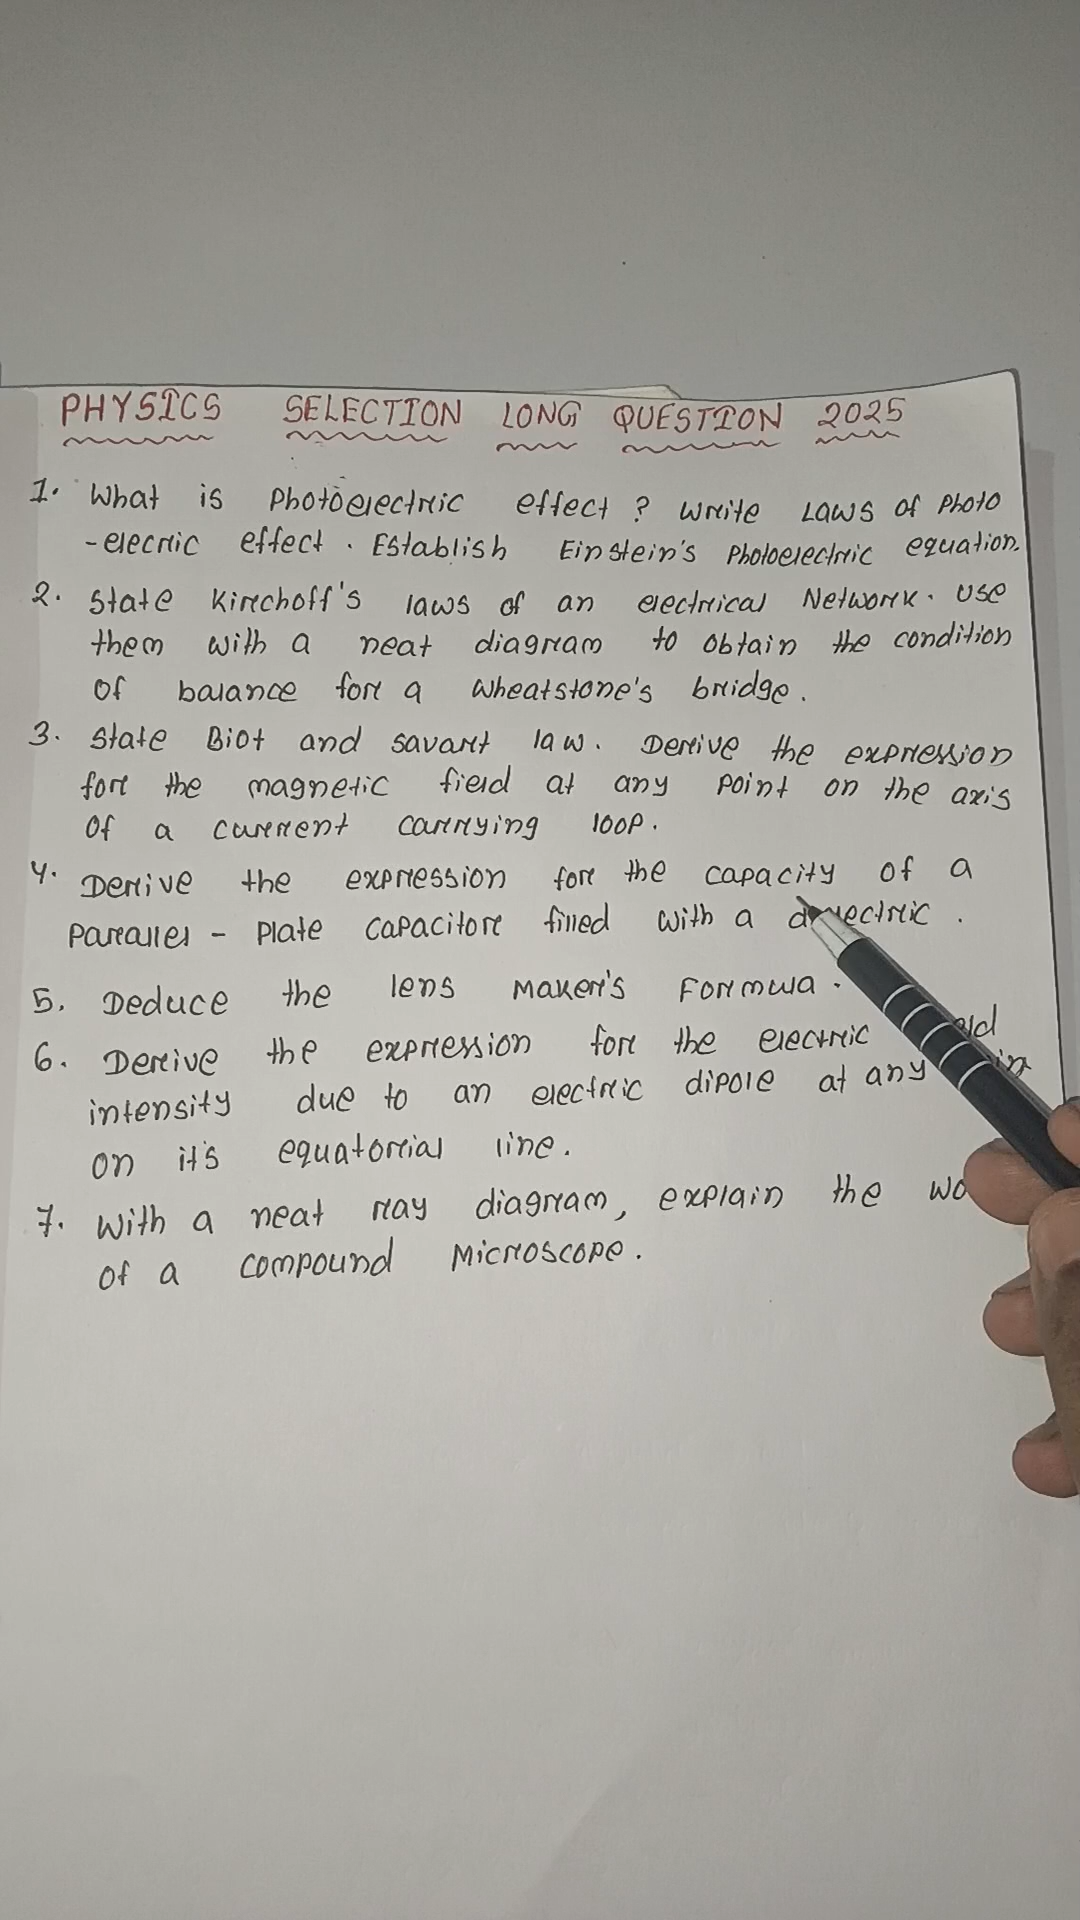 PHYSICS SELECTION LONG QUESTION 2025
1. What is Photoelectric effect ? Write Laws of Photo
-elecric effect. Establish Einstein's Photoelectric equation.
2. State Kirchoff's laws of an electrical Network. Use
them with a neat diagram to obtain the condition
of balance for a Wheatstone's bridge.
3. State Biot and savart law. Derive the expression
for the magnetic field at any point on the axis
of a current carrying loop.
4. Derive the expression for the capacity of a
Parallel - Plate capacitor filled with a
5. Deduce the lens Maker's Formula.
6. Derive the expression for the electric
intensity due to an electric dipole at any
on it's equatorial line.
7. With a neat ray diagram, explain the
of a compound Microscope.